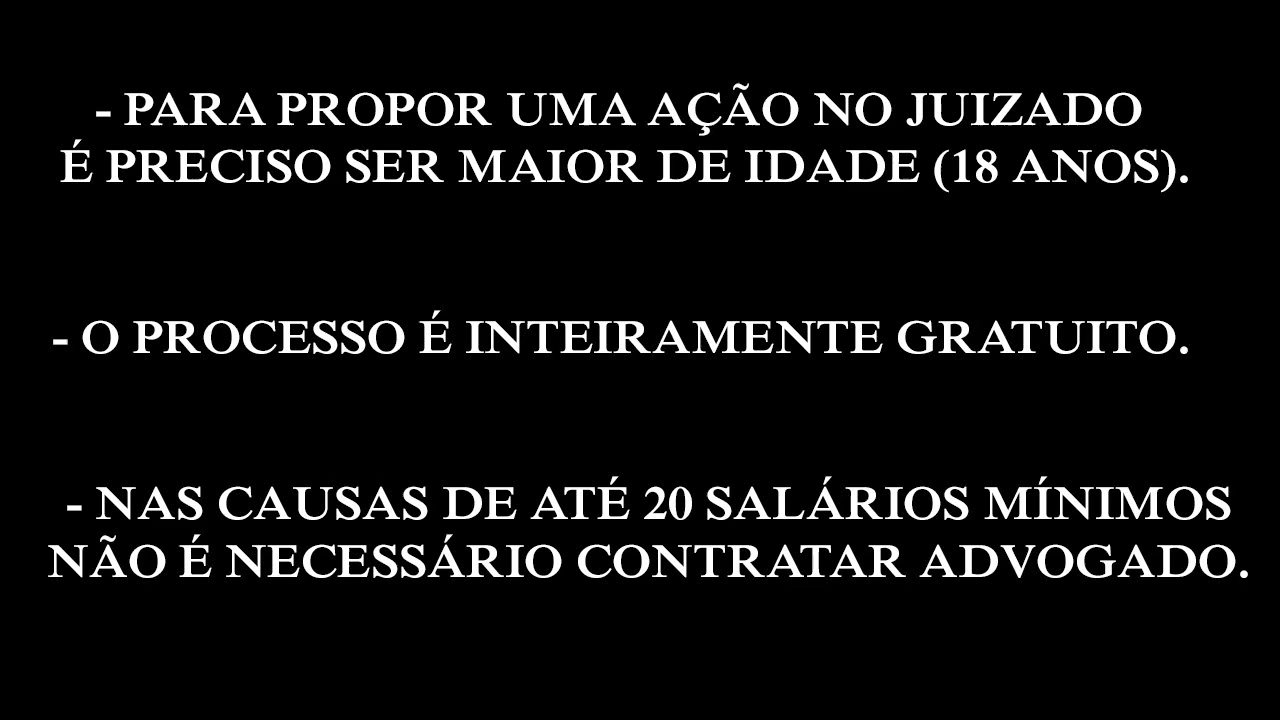 - PARA PROPOR UMA AÇÃO NO JUIZADO
É PRECISO SER MAIOR DE IDADE (18 ANOS).
- O PROCESSO É INTEIRAMENTE GRATUITO.
- NAS CAUSAS DE ATÉ 20 SALÁRIOS MÍNIMOS
NÃO É NECESSÁRIO CONTRATAR ADVOGADO.